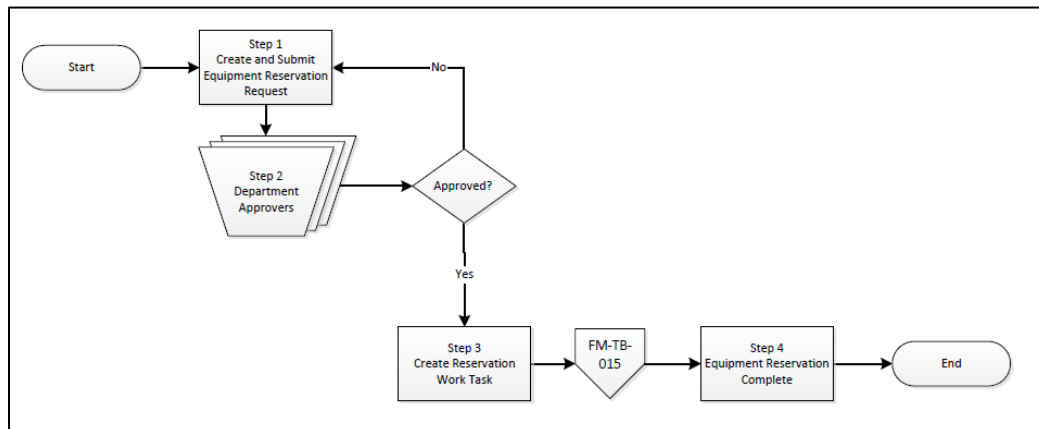 Start
Step 1
Create and Submit
Equipment Reservation
Request
No
Step 2
Department
Approvers
Approved?
Yes
Step 3
Create Reservation
Work Task
FM-TB-
015
Step 4
Equipment Reservation
Complete
End